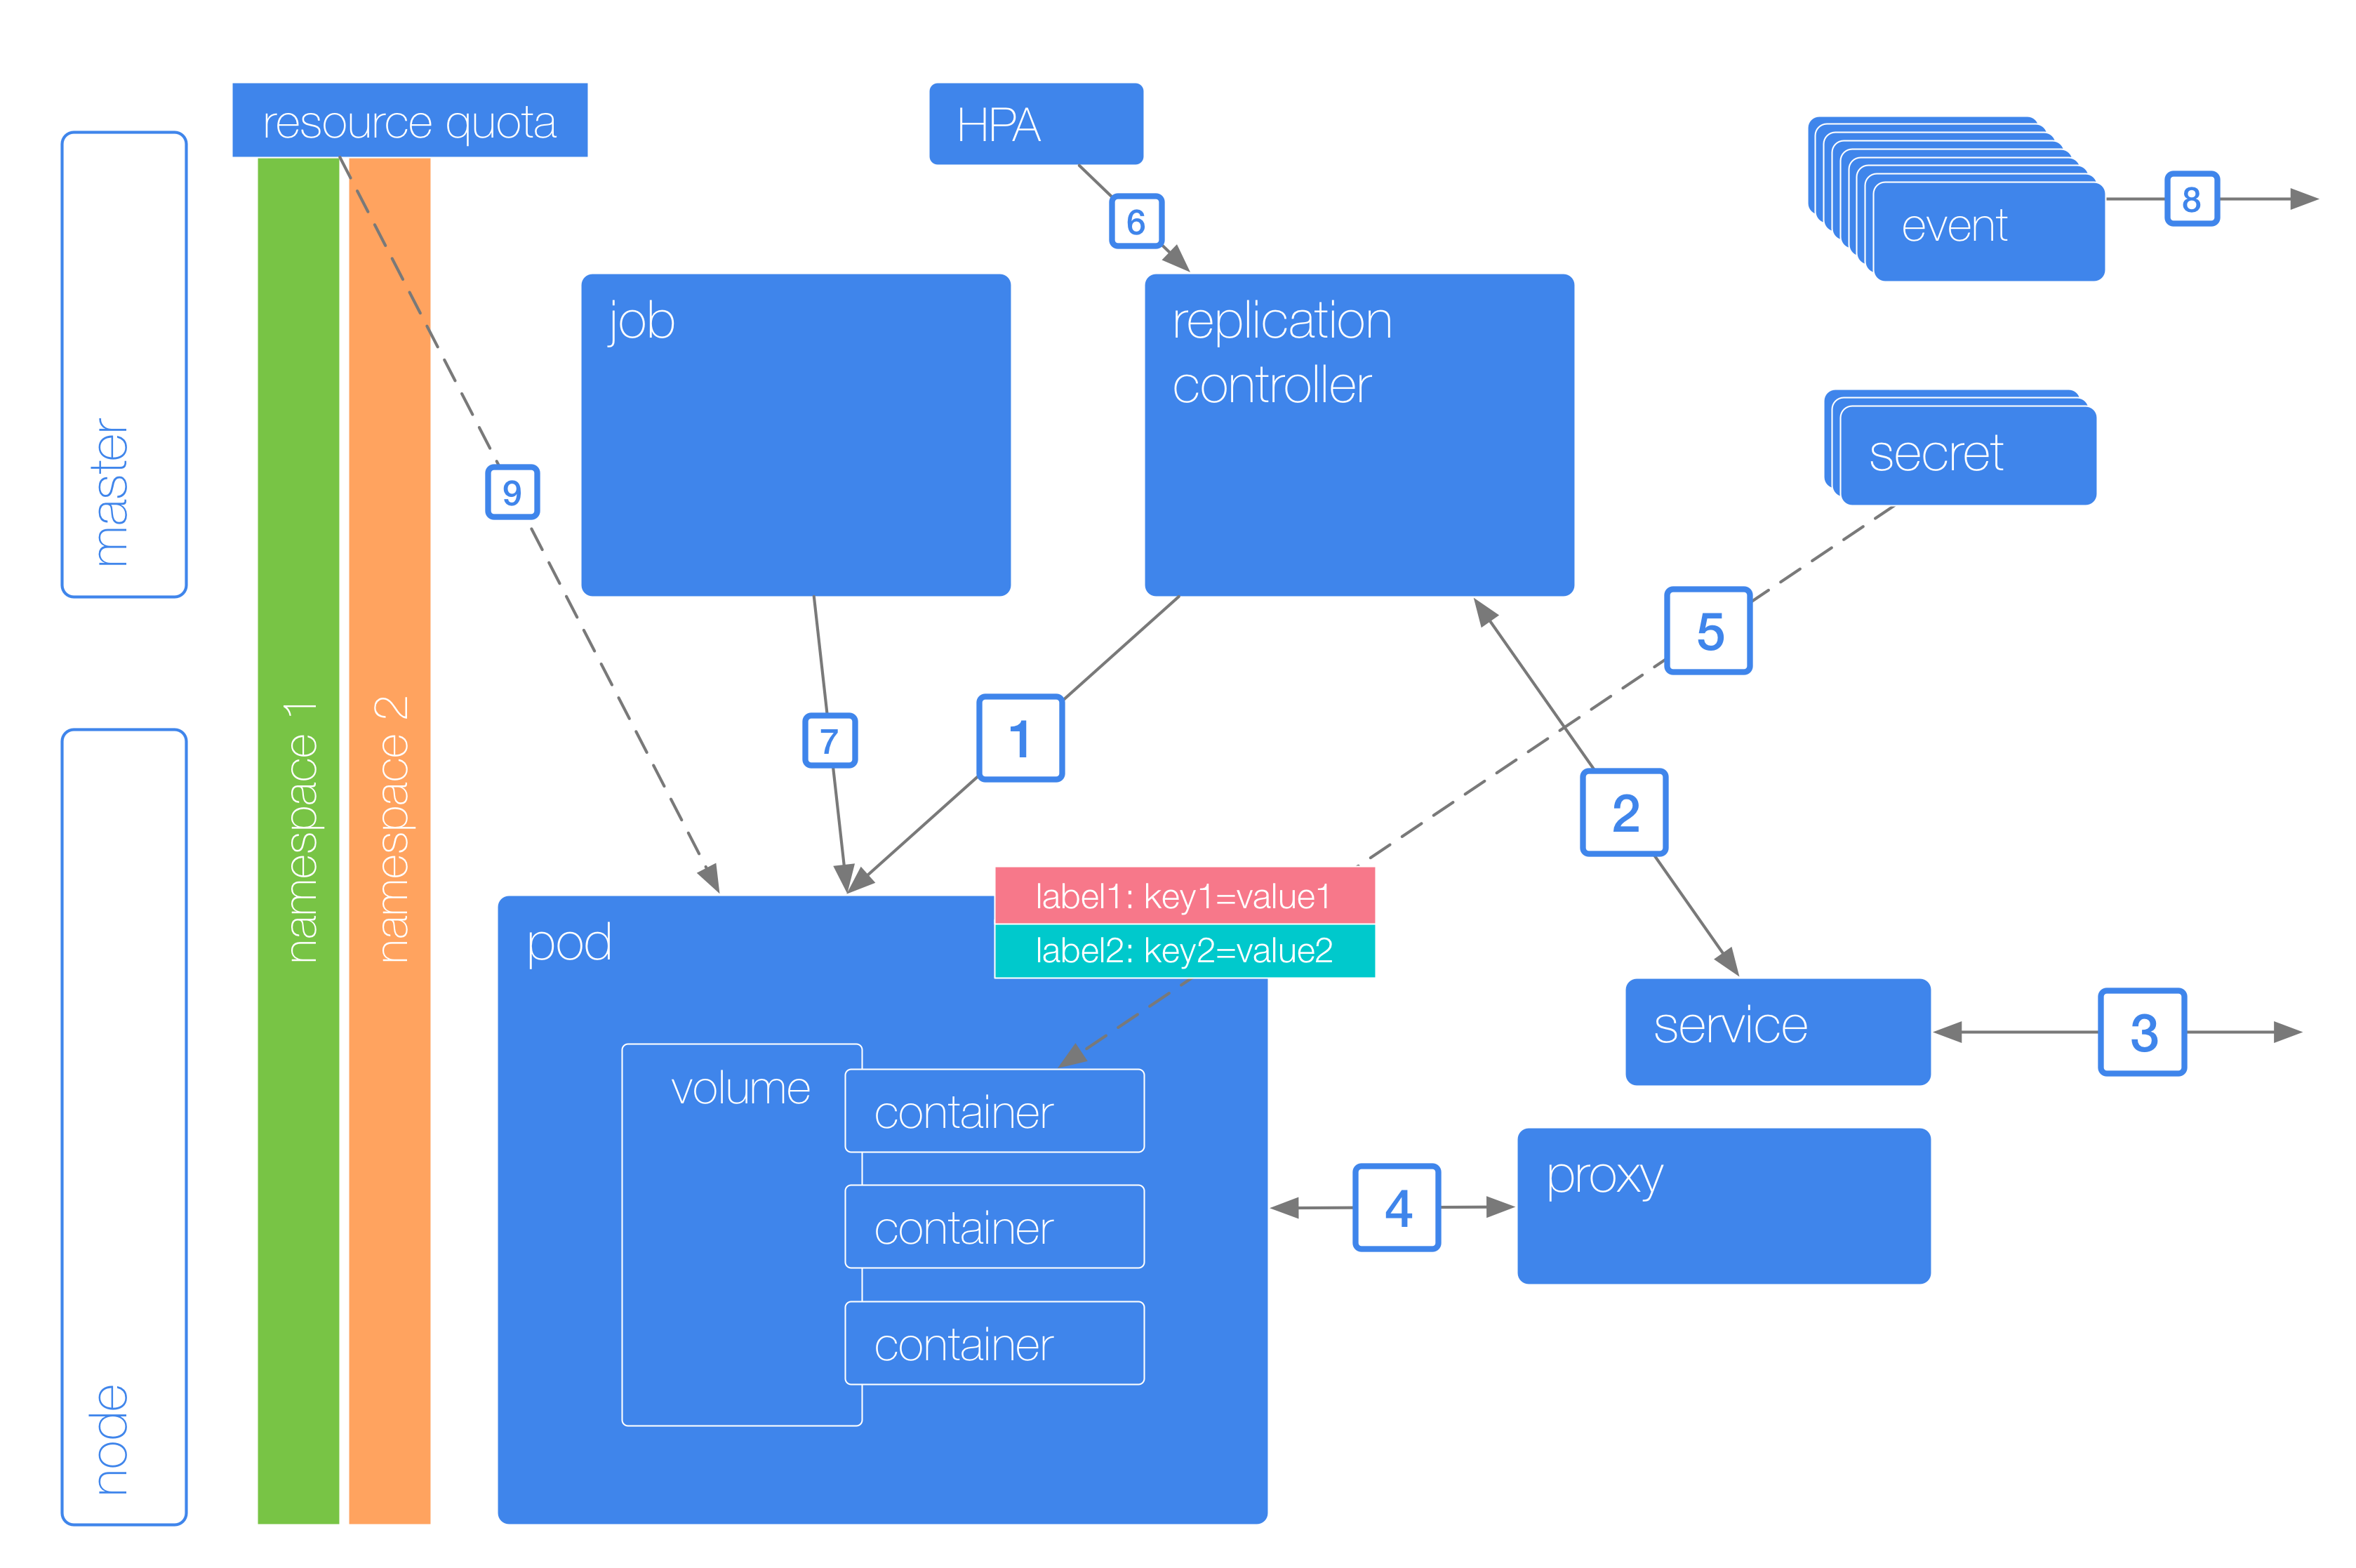 resource quota
HPA
event
8
6
job
replication
controller
secret
master
9
5
namespace 1
namespace 2
7
1
2
label1: key1=value1
label2: key2=value2
pod
service
3
volume
container
container
container
4
proxy
node